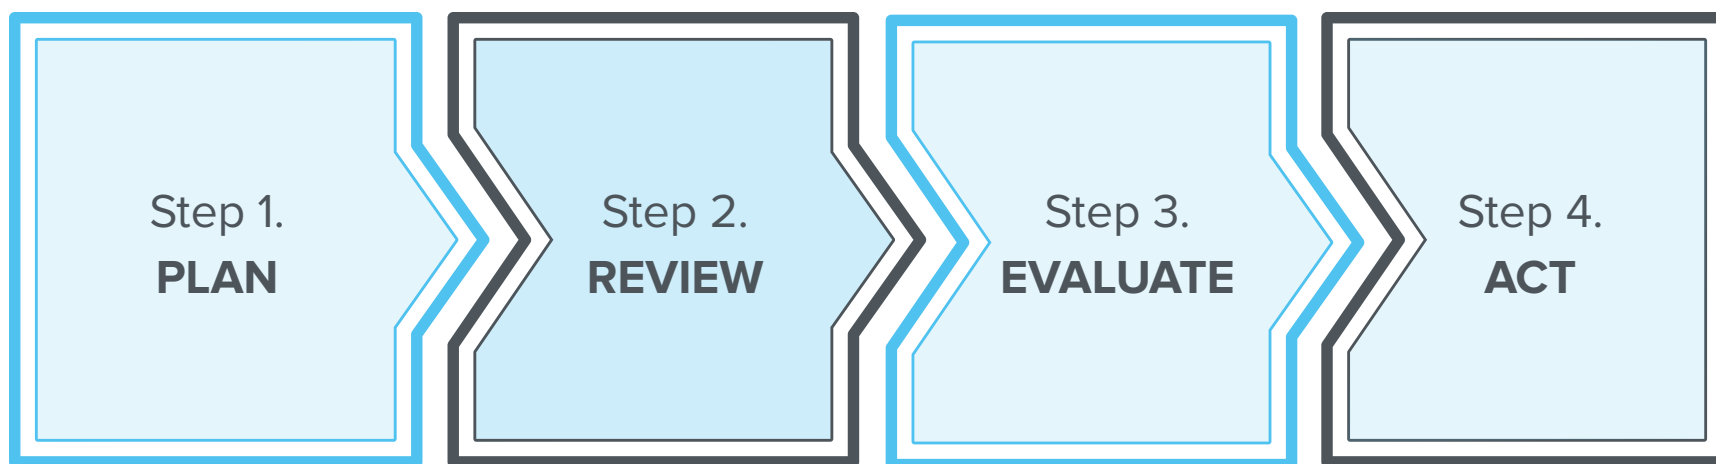 Step 1.
PLAN
Step 2.
REVIEW
Step 3.
EVALUATE
Step 4.
ACT